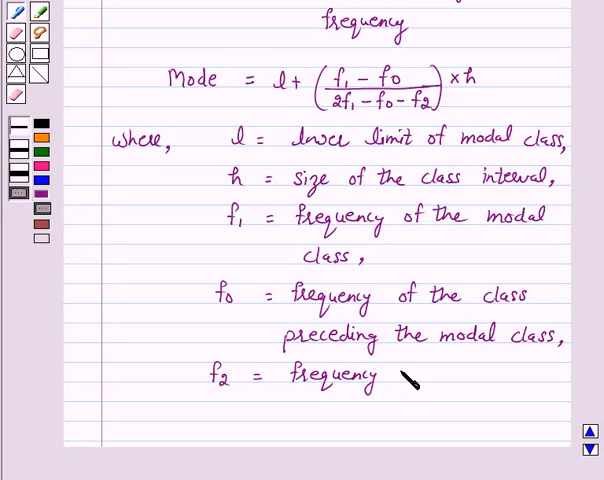 frequency
Mode = l + ( f₁ - f₀ / 2f₁ - f₀ - f₂ ) × h
where, l = lower limit of modal class,
h = size of the class interval,
f₁ = frequency of the modal
class,
f₀ = frequency of the class
preceding the modal class,
f₂ = frequency